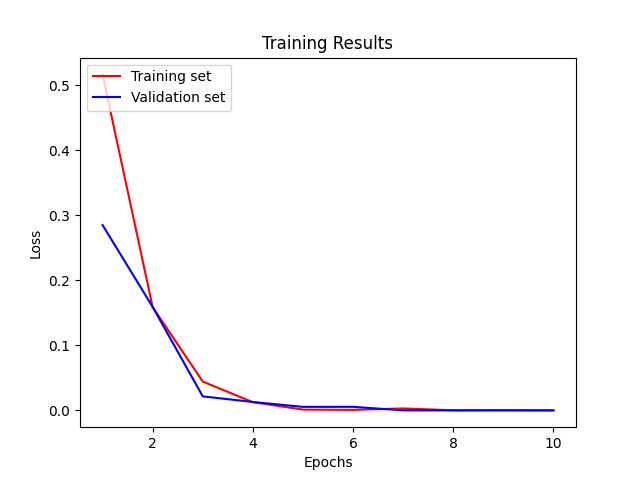 Training Results
Training set
Validation set
0.5
0.4
0.3
0.2
0.1
0.0
Loss
2 4 6 8 10
Epochs